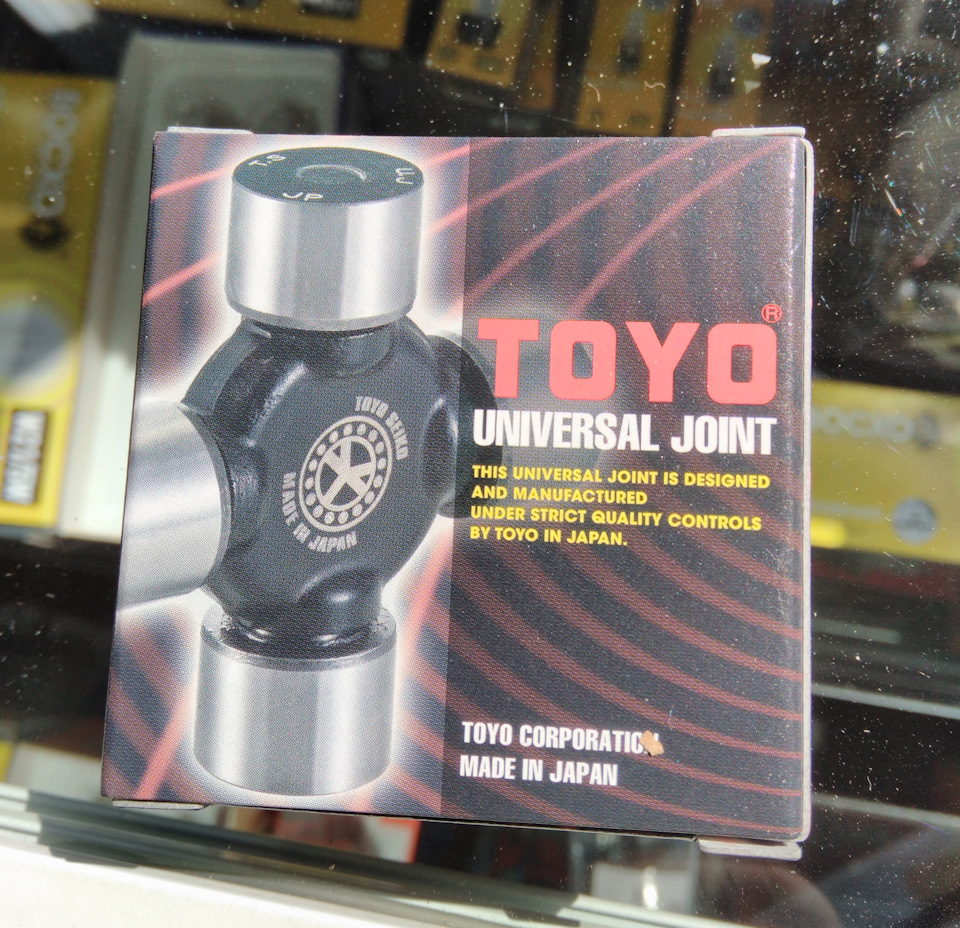 T.S
JP
TOYO SEIKO
MADE IN JAPAN
TOYO®
UNIVERSAL JOINT
THIS UNIVERSAL JOINT IS DESIGNED
AND MANUFACTURED
UNDER STRICT QUALITY CONTROLS
BY TOYO IN JAPAN.
TOYO CORPORATION
MADE IN JAPAN